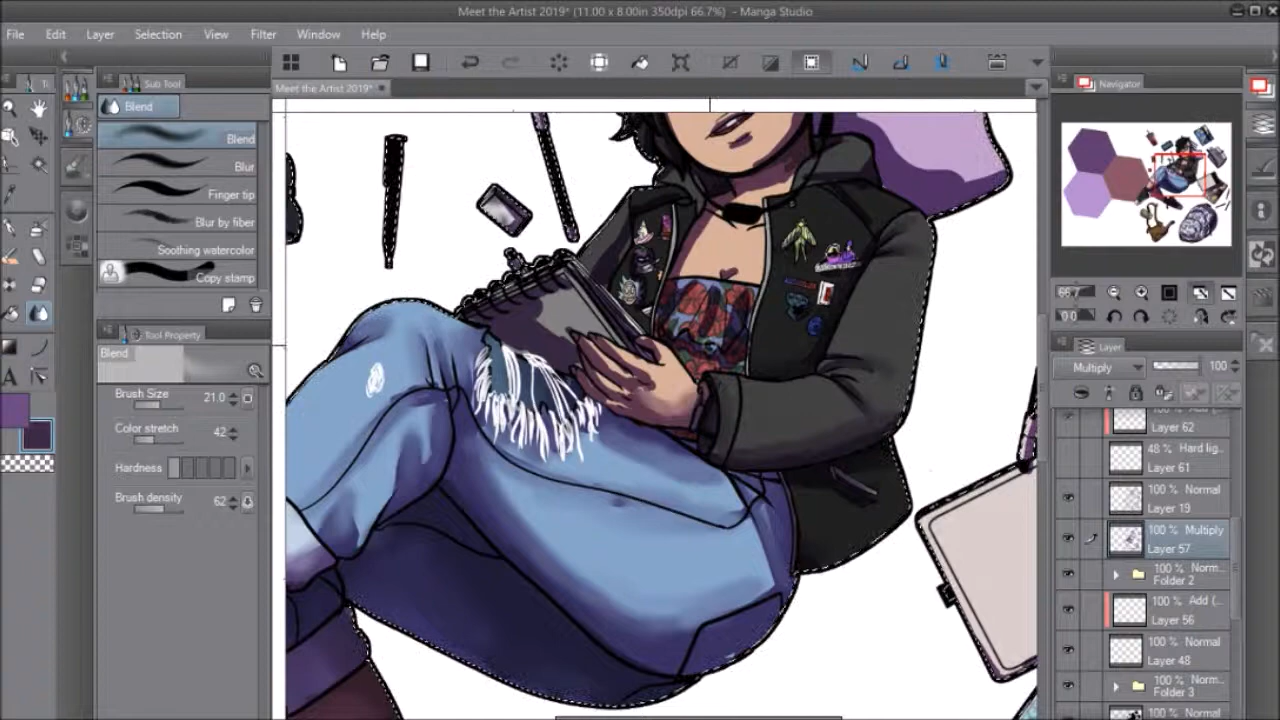 Meet the Artist 2019* (11.00 x 8.00in 350dpi 66.7%) - Manga Studio
File Edit Layer Selection View Filter Window Help
Sub Tool
Meet the Artist 2019*
Navigator
Blend
Blend
Blur
Finger tip
Blur by fiber
Soothing watercolor
Copy stamp
66.7
0.0
Tool Property
Layer
Blend
Multiply 100
Brush Size 21.0
Color stretch 42
Hardness
Brush density 62
Layer 62
48 % Hard lig..
Layer 61
100 % Normal
Layer 19
100 % Multiply
Layer 57
100 % Norm..
Folder 2
100 % Add (
Layer 56
100 % Normal
Layer 48
100 % Norm..
Folder 3
100 % Normal